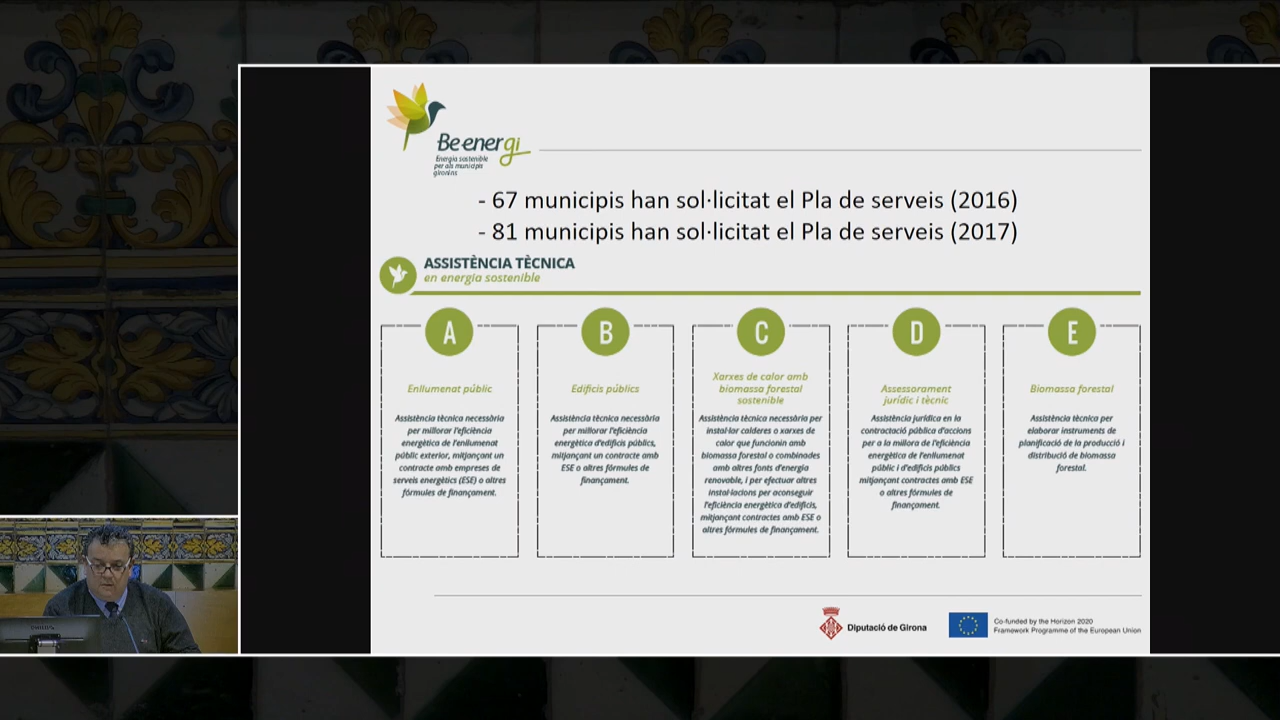 Be energi
Energia sostenible
per als municipis
gironins
- 67 municipis han sol·licitat el Pla de serveis (2016)
- 81 municipis han sol·licitat el Pla de serveis (2017)
ASSISTÈNCIA TÈCNICA
en energia sostenible
A
Enllumenat públic
Assistència tècnica necessària
per millorar l'eficiència
energètica de l'enllumenat
públic exterior, mitjançant un
contracte amb empreses de
serveis energètics (ESE) o altres
fórmules de finançament.
B
Edificis públics
Assistència tècnica necessària
per millorar l'eficiència
energètica d'edificis públics,
mitjançant un contracte amb
ESE o altres fórmules de
finançament.
C
Xarxes de calor amb
biomassa forestal
sostenible
Assistència tècnica necessària per
instal·lar calderes o xarxes de
calor que funcionin amb
biomassa forestal o combinades
amb altres fonts d'energia
renovable, i per efectuar altres
instal·lacions per aconseguir
l'eficiència energètica d'edificis,
mitjançant contractes amb ESE o
altres fórmules de finançament.
D
Assessorament
jurídic i tècnic
Assistència jurídica en la
contractació pública d'accions
per a la millora de l'eficiència
energètica de l'enllumenat
públic i d'edificis públics
mitjançant contractes amb ESE
o altres fórmules de
finançament.
E
Biomassa forestal
Assistència tècnica per
elaborar instruments de
planificació de la producció i
distribució de biomassa
forestal.
Diputació de Girona
Co-funded by the Horizon 2020
Framework Programme of the European Union